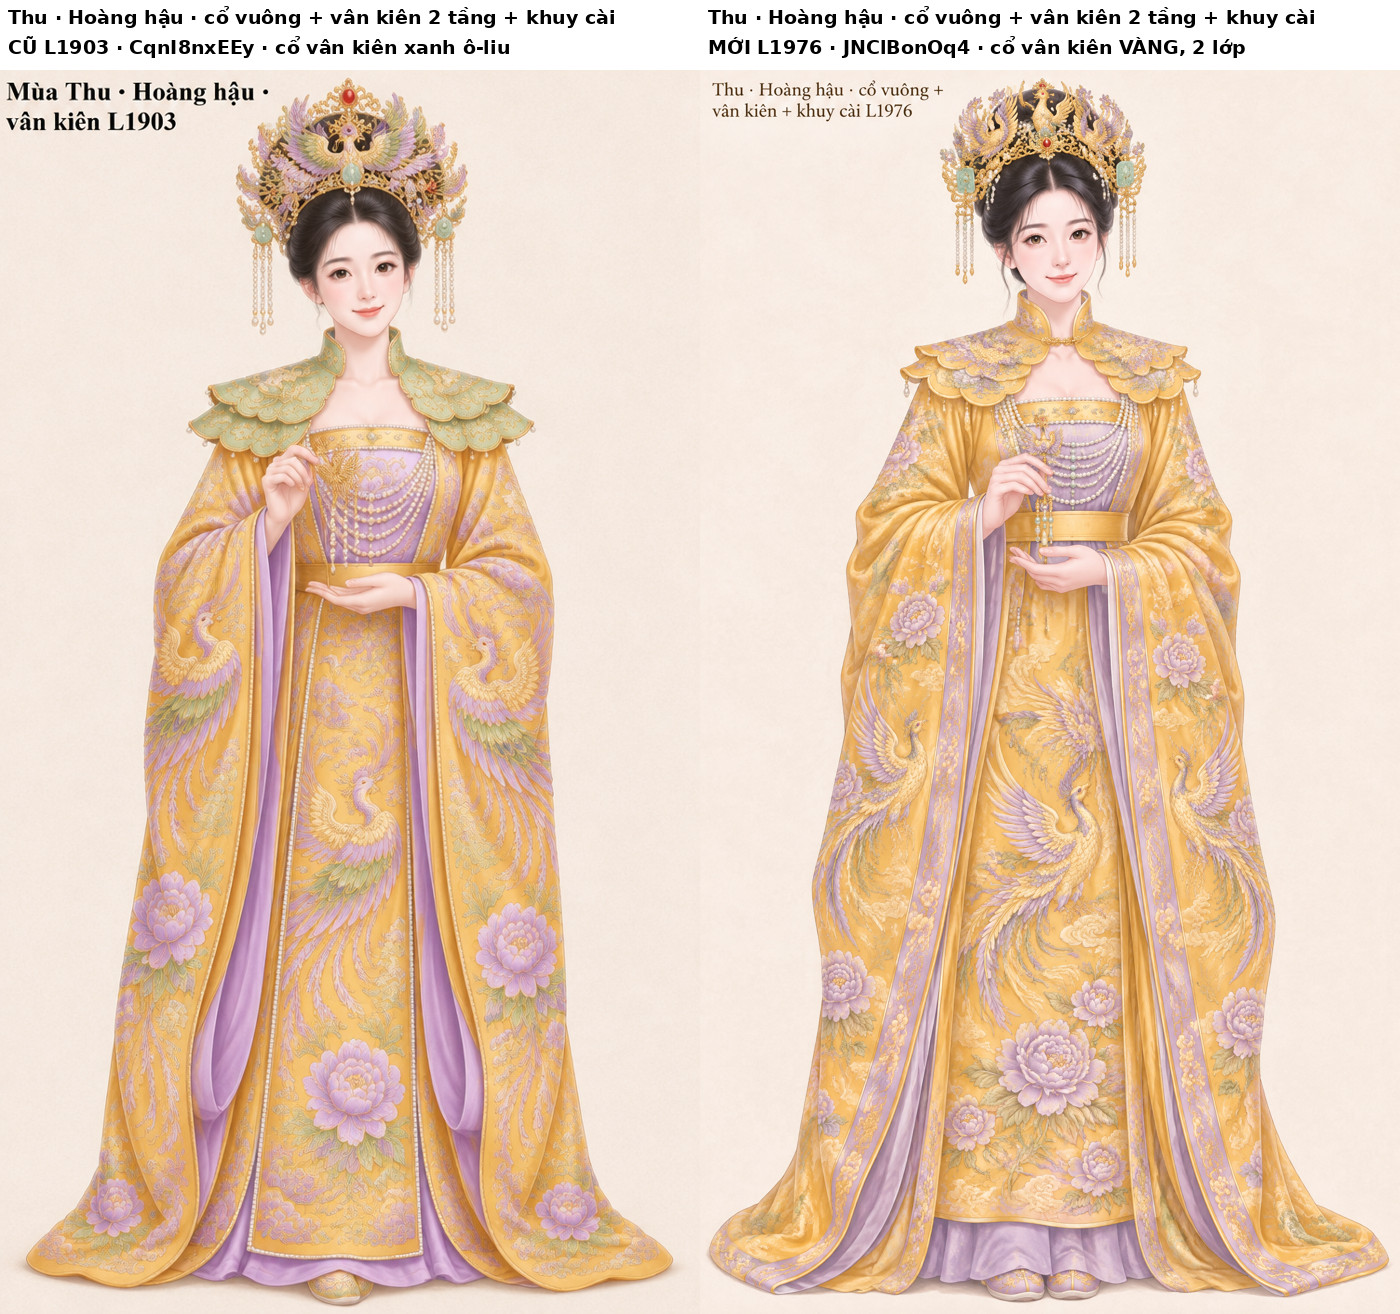 Thu · Hoàng hậu · cổ vuông + vân kiên 2 tầng + khuy cài
CŨ L1903 · CqnI8nxEEy · cổ vân kiên xanh ô-liu
Mùa Thu · Hoàng hậu ·
vân kiên L1903
Thu · Hoàng hậu · cổ vuông + vân kiên 2 tầng + khuy cài
MỚI L1976 · JNCIBonOq4 · cổ vân kiên VÀNG, 2 lớp
Thu · Hoàng hậu · cổ vuông +
vân kiên + khuy cài L1976